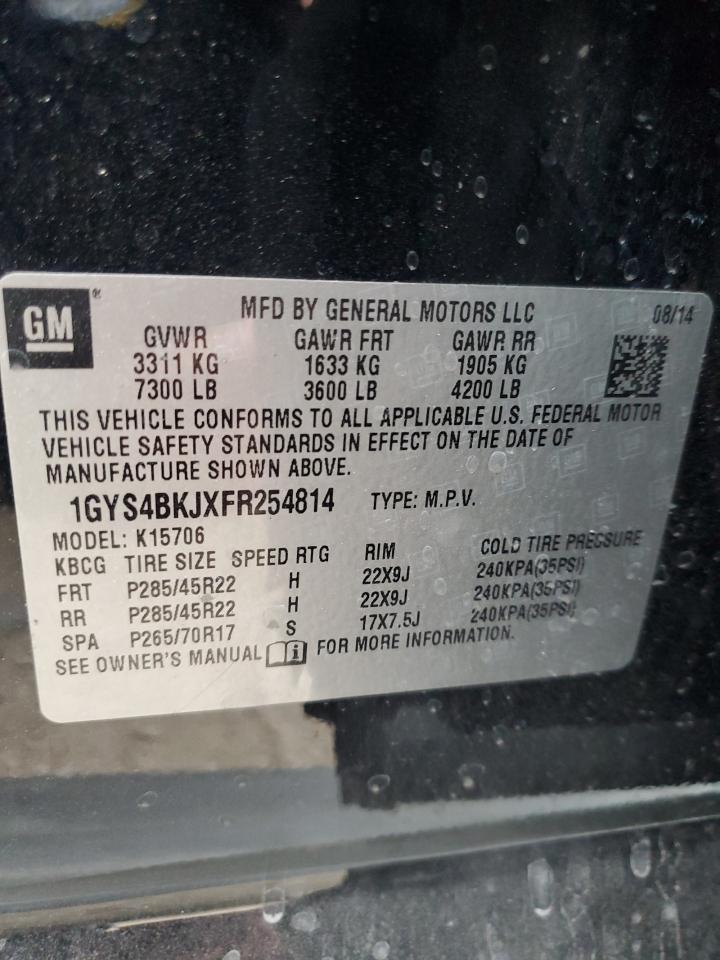 GM®
MFD BY GENERAL MOTORS LLC 08/14
GVWR GAWR FRT GAWR RR
3311 KG 1633 KG 1905 KG
7300 LB 3600 LB 4200 LB
THIS VEHICLE CONFORMS TO ALL APPLICABLE U.S. FEDERAL MOTOR
VEHICLE SAFETY STANDARDS IN EFFECT ON THE DATE OF
MANUFACTURE SHOWN ABOVE.
1GYS4BKJXFR254814 TYPE: M.P.V.
MODEL: K15706
KBCG TIRE SIZE SPEED RTG RIM COLD TIRE PRESSURE
FRT P285/45R22 H 22X9J 240KPA(35PSI)
RR P285/45R22 H 22X9J 240KPA(35PSI)
SPA P265/70R17 S 17X7.5J 240KPA(35PSI)
SEE OWNER'S MANUAL i FOR MORE INFORMATION.